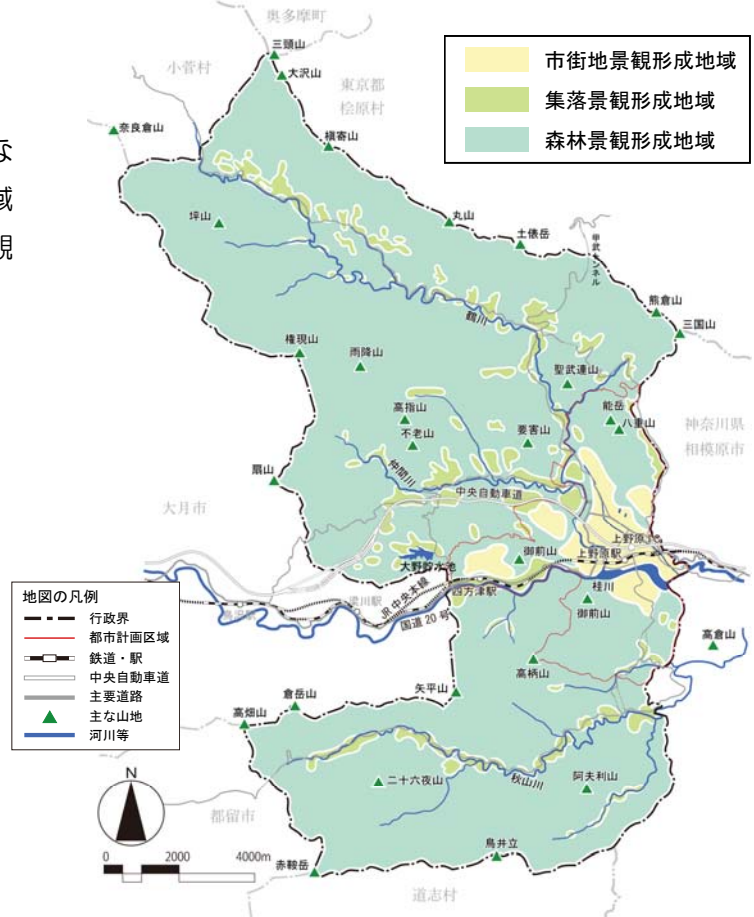 奥多摩町
三頭山
小菅村
大沢山
東京都
桧原村
奈良倉山
槇寄山
な
域
観
市街地景観形成地域
集落景観形成地域
森林景観形成地域
坪山
丸山
土俵岳
甲武トンネル
鶴川
熊倉山
三国山
権現山
雨降山
聖武連山
高指山
不老山
要害山
能岳
八重山
神奈川県
相模原市
扇山
仲間川
中央自動車道
大月市
上野原IC
上野原駅
御前山
大野貯水池
四方津駅
桂川
御前山
JR中央本線
梁川駅
国道20号
高倉山
高柄山
矢平山
倉岳山
高畑山
地図の凡例
行政界
都市計画区域
鉄道・駅
中央自動車道
主要道路
主な山地
河川等
秋山川
二十六夜山
阿夫利山
都留市
鳥井立
赤鞍岳
道志村
N
0 2000 4000m